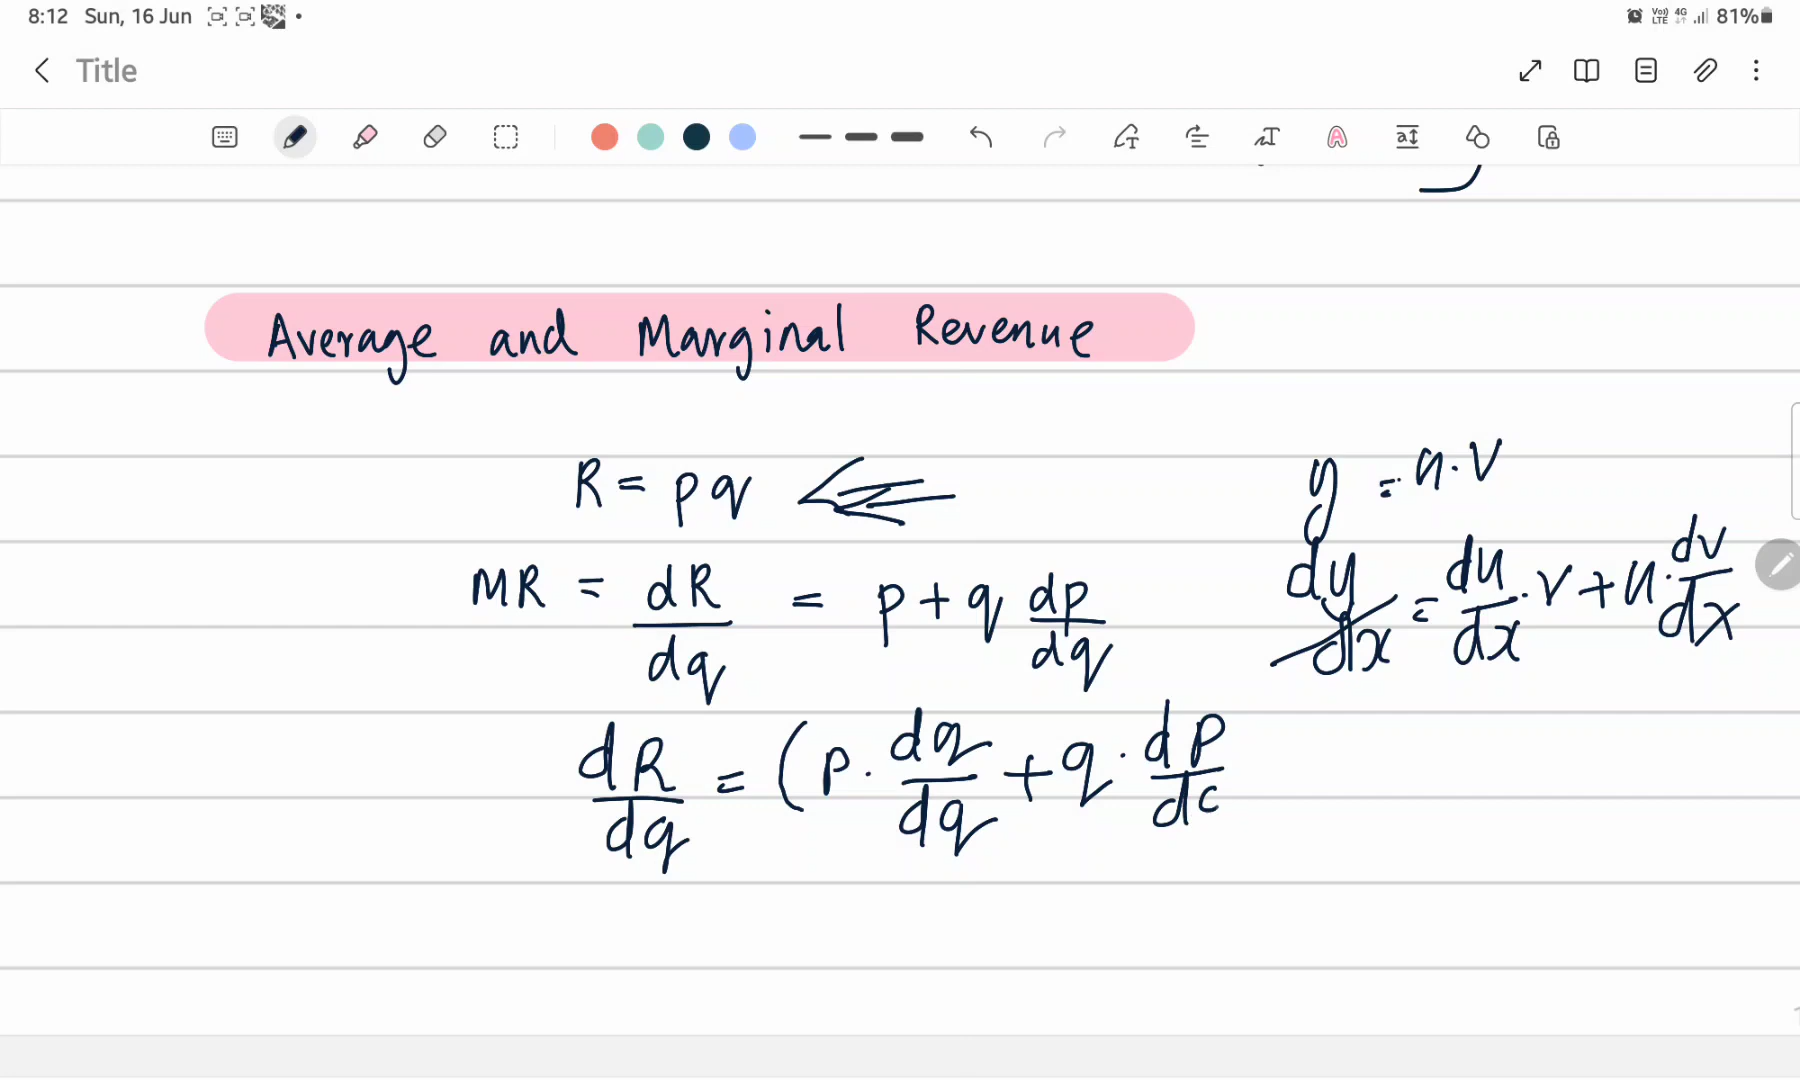 8:12 Sun, 16 Jun
81%
Title
Average and Marginal Revenue
R = pq
y = u·v
MR = dR/dq = p + q dp/dq
dy/dx = du/dx · v + u · dv/dx
dR/dq = (p · dq/dq + q · dp/dc